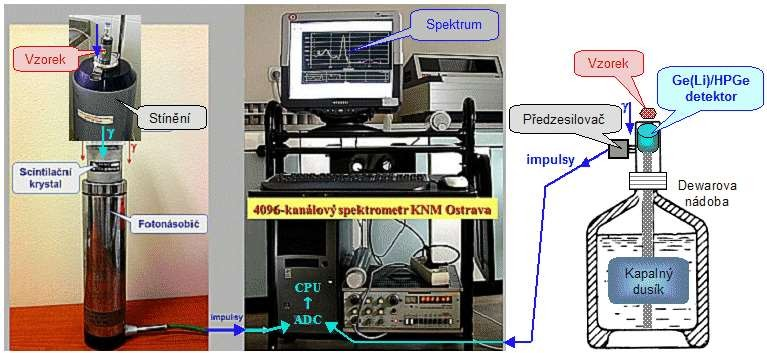 Vzorek
Stínění
γ
γ
γ
Scintilační
krystal
Fotonásobič
impulsy
Spektrum
4096-kanálový spektrometr KNM Ostrava
CPU
ADC
Vzorek
Ge(Li)/HPGe
detektor
γ
Předzesilovač
impulsy
Dewarova
nádoba
Kapalný
dusík